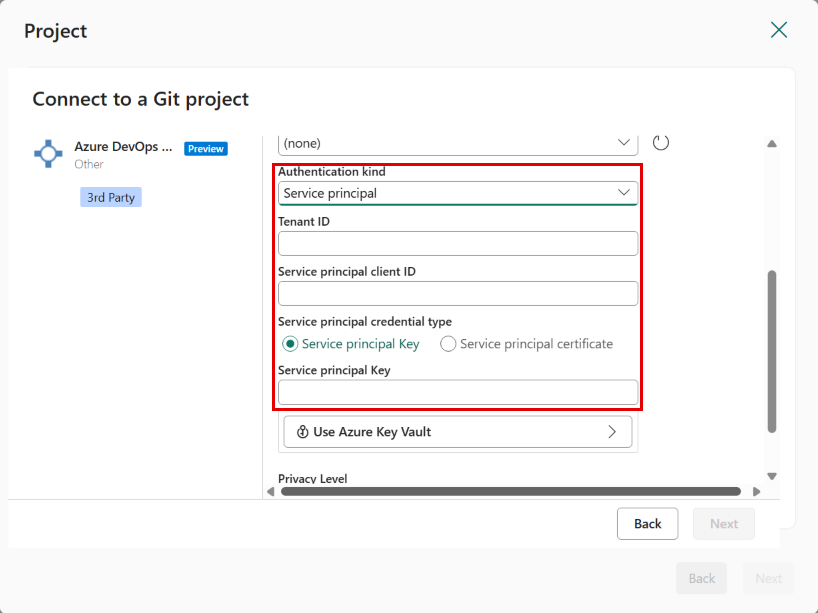 Project
Connect to a Git project
Azure DevOps ...
Preview
Other
3rd Party
(none)
Authentication kind
Service principal
Tenant ID
Service principal client ID
Service principal credential type
Service principal Key
Service principal certificate
Service principal Key
Use Azure Key Vault
Privacy Level
Back
Next
Back
Next